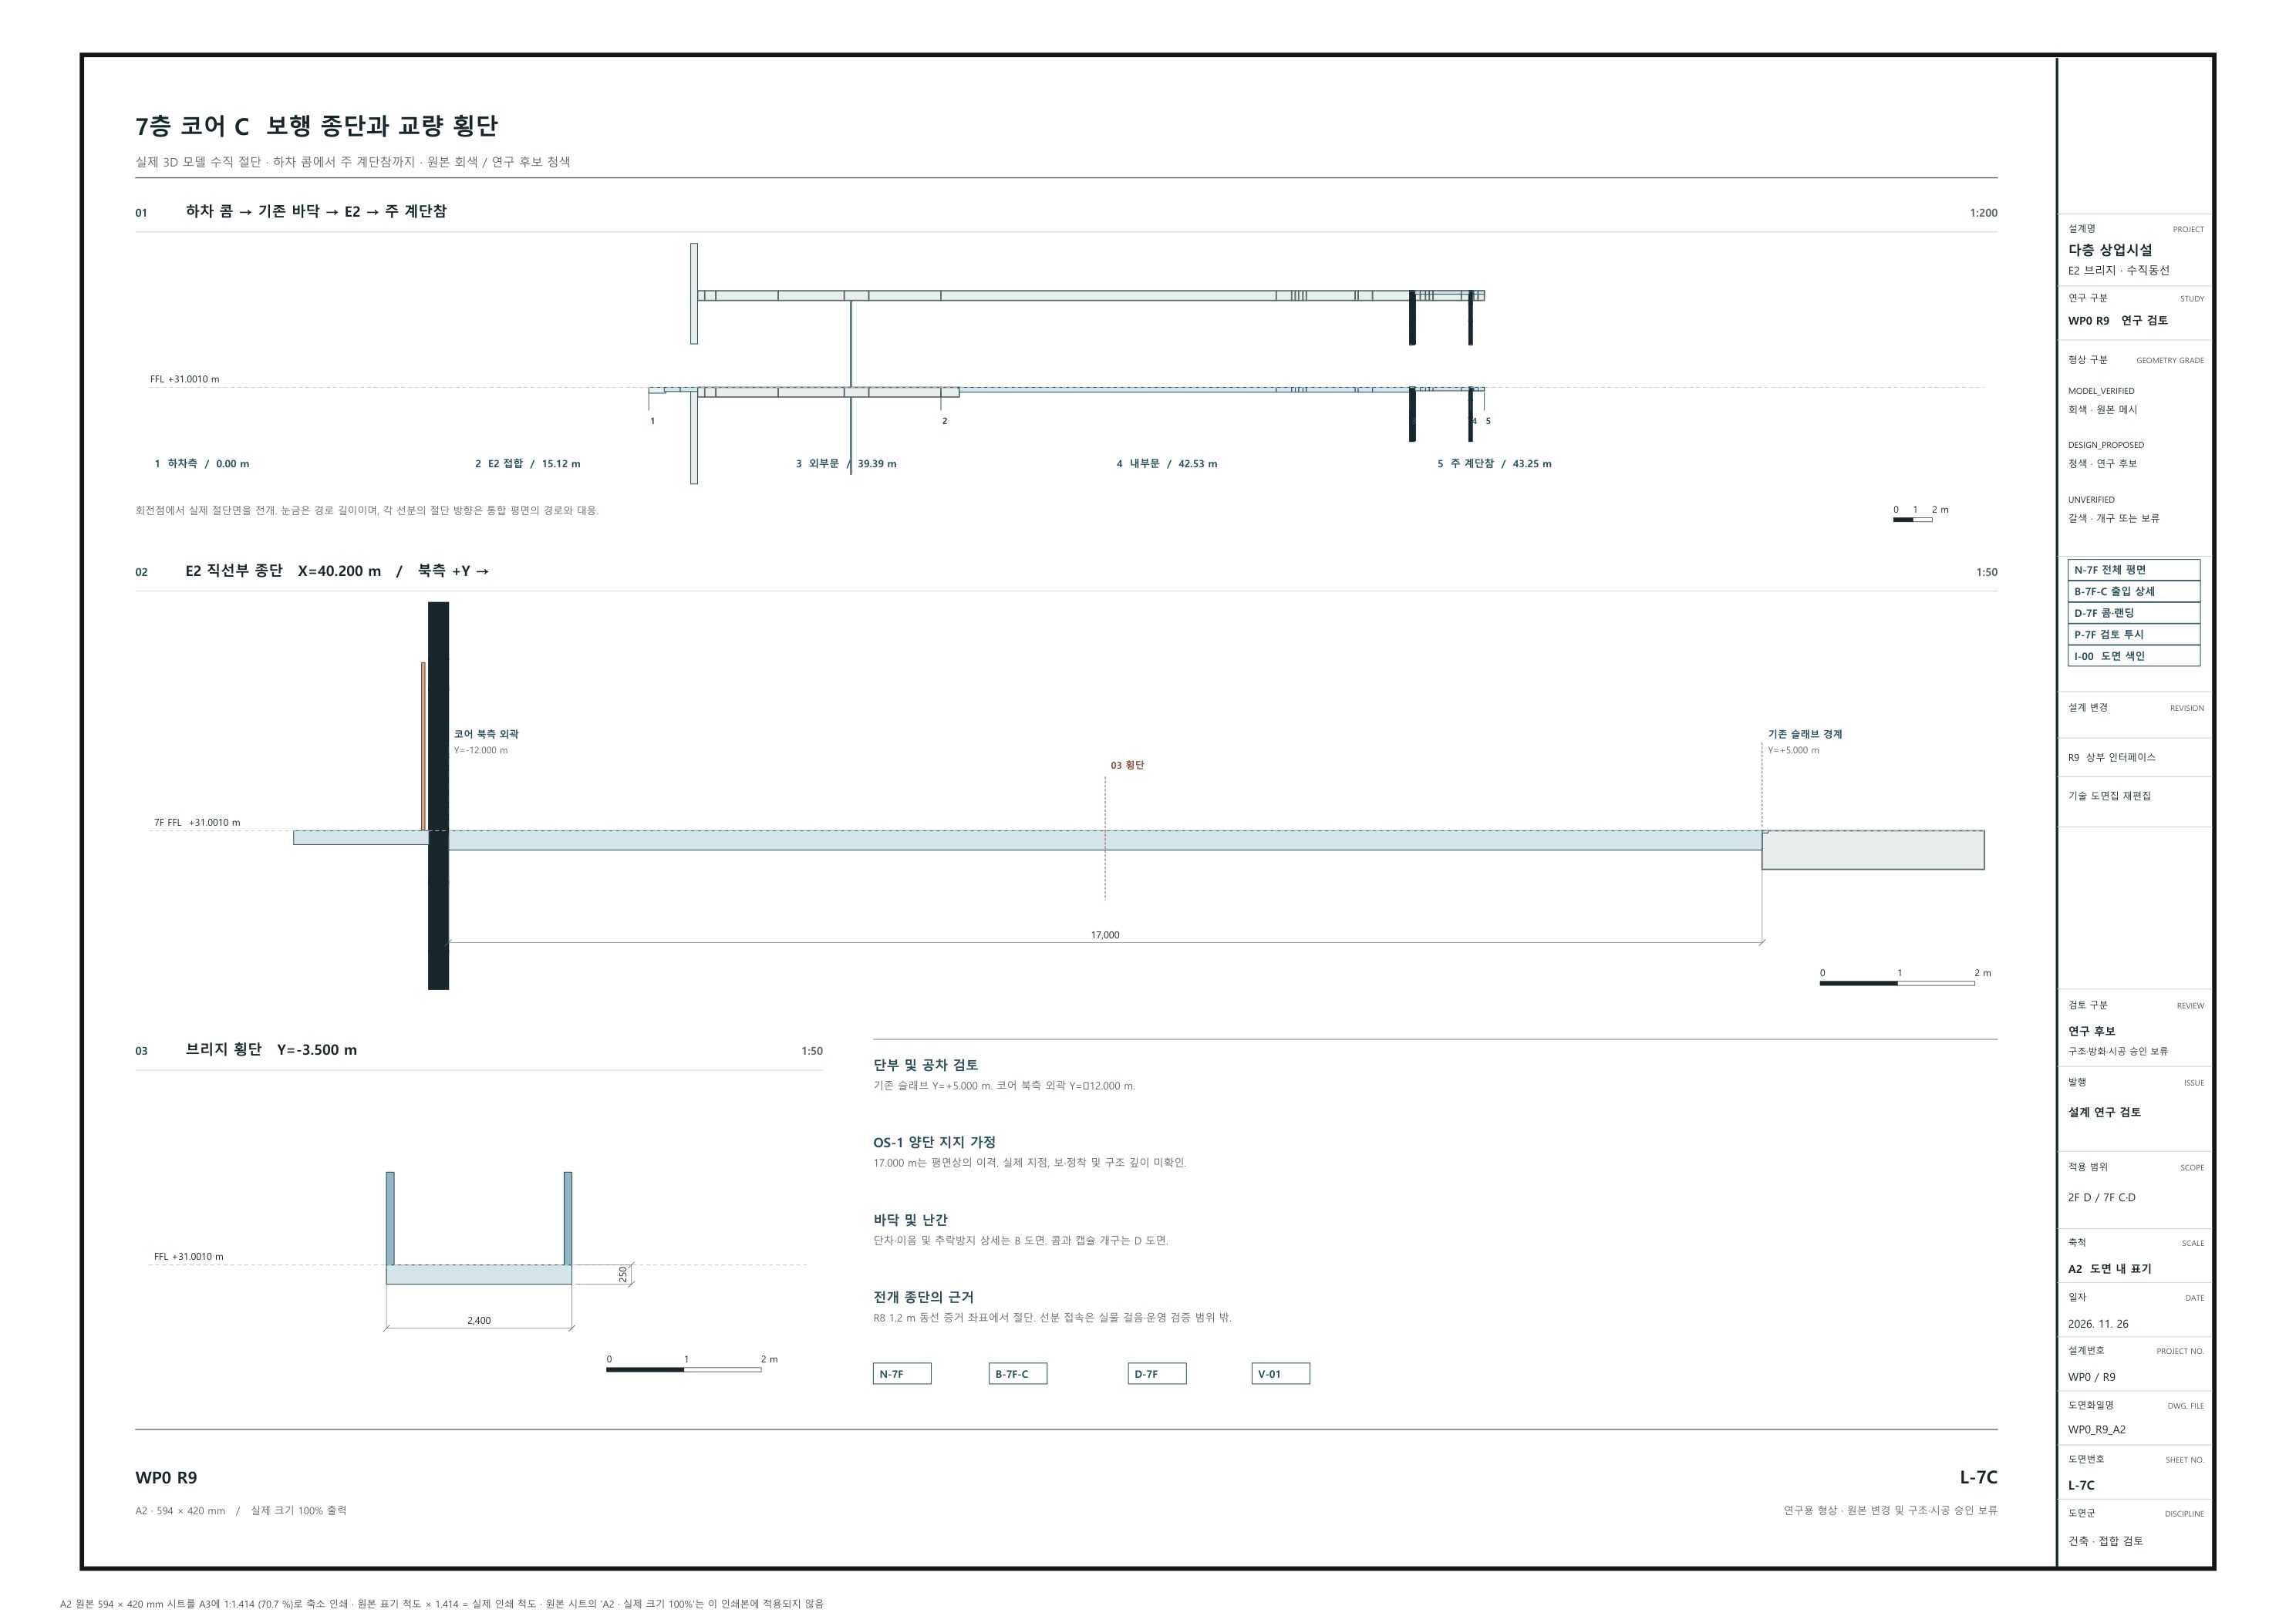 7층 코어 C 보행 종단과 교량 횡단
실제 3D 모델 수직 절단 · 하차 콤에서 주 계단참까지 · 원본 회색 / 연구 후보 청색
01 하차 콤 → 기존 바닥 → E2 → 주 계단참 1:200
FFL +31.0010 m
1 2 4 5
1 하차측 / 0.00 m 2 E2 접합 / 15.12 m 3 외부문 / 39.39 m 4 내부문 / 42.53 m 5 주 계단참 / 43.25 m
회전점에서 실제 절단면을 전개. 눈금은 경로 길이이며, 각 선분의 절단 방향은 통합 평면의 경로와 대응.
0 1 2 m
02 E2 직선부 종단 X=40.200 m / 북측 +Y → 1:50
코어 북측 외곽
Y=-12.000 m
기존 슬래브 경계
Y=+5.000 m
03 횡단
7F FFL +31.0010 m
17,000
0 1 2 m
03 브리지 횡단 Y=-3.500 m 1:50
FFL +31.0010 m
250
2,400
0 1 2 m
단부 및 공차 검토
기존 슬래브 Y=+5.000 m. 코어 북측 외곽 Y=▯12.000 m.
OS-1 양단 지지 가정
17.000 m는 평면상의 이격. 실제 지점, 보·정착 및 구조 깊이 미확인.
바닥 및 난간
단차·이음 및 추락방지 상세는 B 도면. 콤과 캡슐 개구는 D 도면.
전개 종단의 근거
R8 1.2 m 동선 증거 좌표에서 절단. 선분 접속은 실물 걸음·운영 검증 범위 밖.
N-7F B-7F-C D-7F V-01
WP0 R9 L-7C
A2 · 594 × 420 mm / 실제 크기 100% 출력 연구용 형상 · 원본 변경 및 구조·시공 승인 보류
설계명 PROJECT
다층 상업시설
E2 브리지 · 수직동선
연구 구분 STUDY
WP0 R9 연구 검토
형상 구분 GEOMETRY GRADE
MODEL_VERIFIED
회색 · 원본 메시
DESIGN_PROPOSED
청색 · 연구 후보
UNVERIFIED
갈색 · 개구 또는 보류
N-7F 전체 평면
B-7F-C 출입 상세
D-7F 콤·랜딩
P-7F 검토 투시
I-00 도면 색인
설계 변경 REVISION
R9 상부 인터페이스
기술 도면집 재편집
검토 구분 REVIEW
연구 후보
구조·방화·시공 승인 보류
발행 ISSUE
설계 연구 검토
적용 범위 SCOPE
2F D / 7F C·D
축척 SCALE
A2 도면 내 표기
일자 DATE
2026. 11. 26
설계번호 PROJECT NO.
WP0 / R9
도면화일명 DWG. FILE
WP0_R9_A2
도면번호 SHEET NO.
L-7C
도면군 DISCIPLINE
건축 · 접합 검토
A2 원본 594 × 420 mm 시트를 A3에 1:1.414 (70.7 %)로 축소 인쇄 · 원본 표기 척도 × 1.414 = 실제 인쇄 척도 · 원본 시트의 'A2 · 실제 크기 100%'는 이 인쇄본에 적용되지 않음